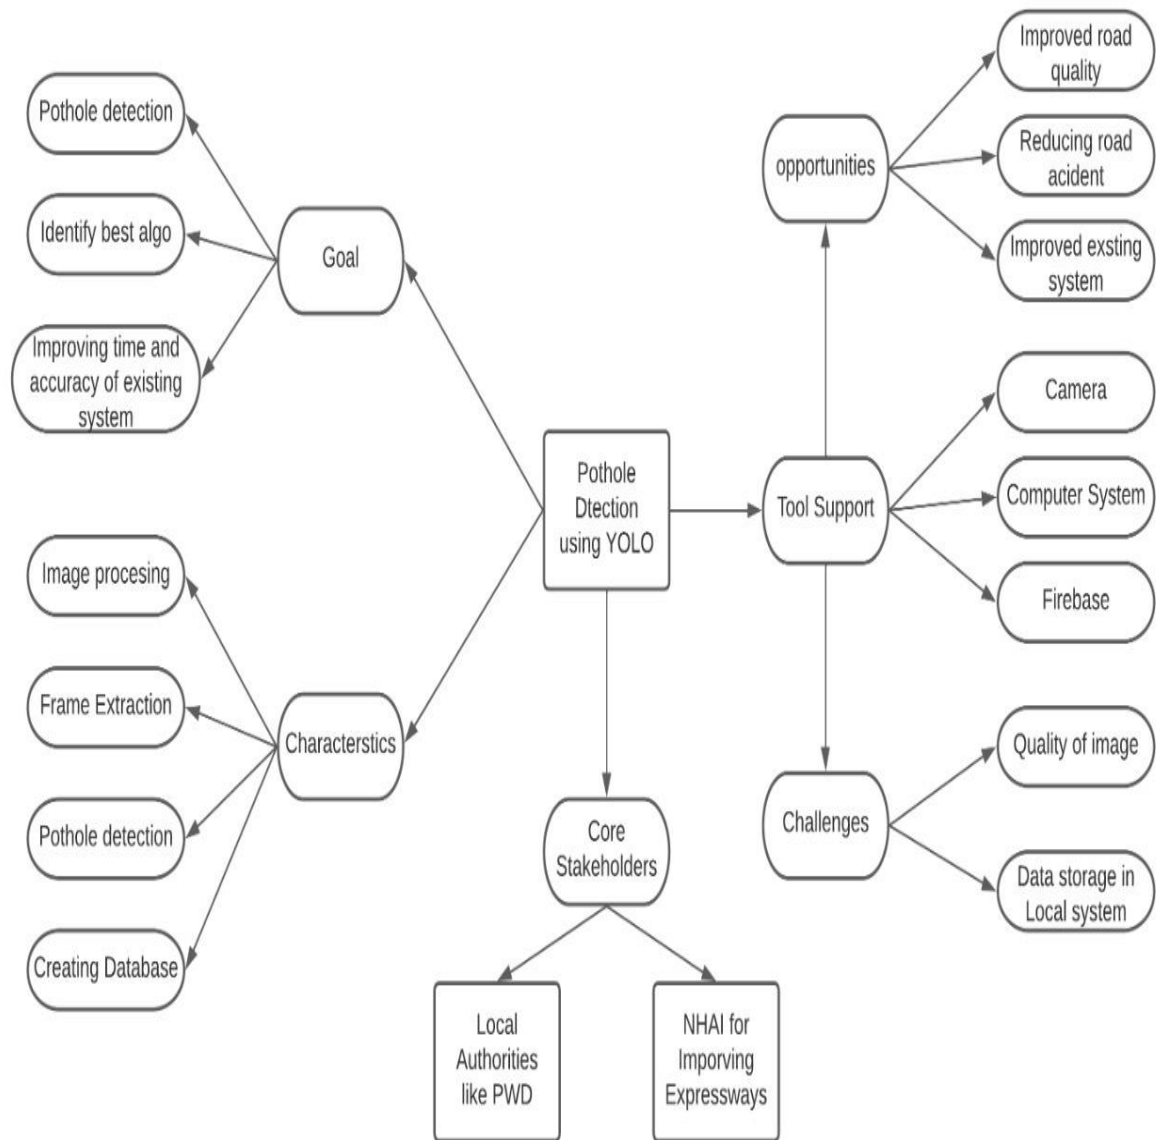 Pothole detection
Identify best algo
Improving time and
accuracy of existing
system
Goal
Image procesing
Frame Extraction
Pothole detection
Creating Database
Characterstics
Pothole
Dtection
using YOLO
Core
Stakeholders
Local
Authorities
like PWD
NHAI for
Imporving
Expressways
opportunities
Improved road
quality
Reducing road
acident
Improved exsting
system
Tool Support
Camera
Computer System
Firebase
Challenges
Quality of image
Data storage in
Local system